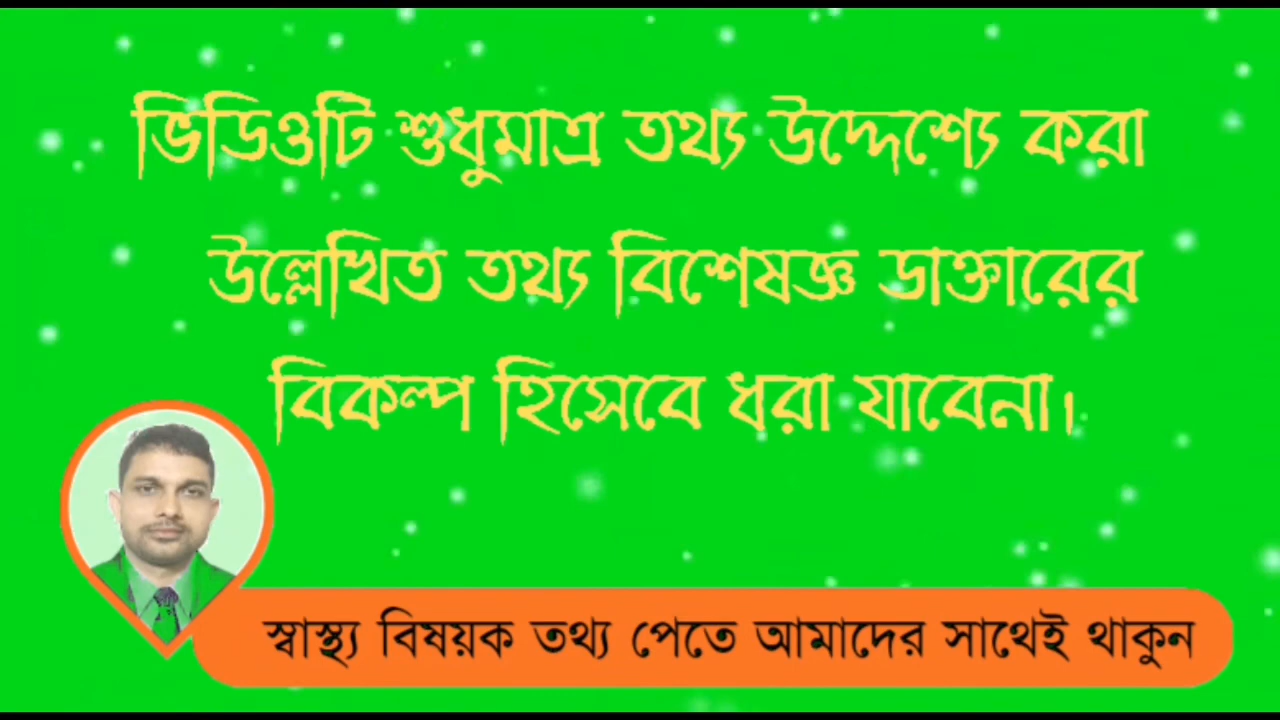 ভিডিওটি শুধুমাত্র তথ্য উদ্দেশ্যে করা
উল্লেখিত তথ্য বিশেষজ্ঞ ডাক্তারের
বিকল্প হিসেবে ধরা যাবেনা।
স্বাস্থ্য বিষয়ক তথ্য পেতে আমাদের সাথেই থাকুন